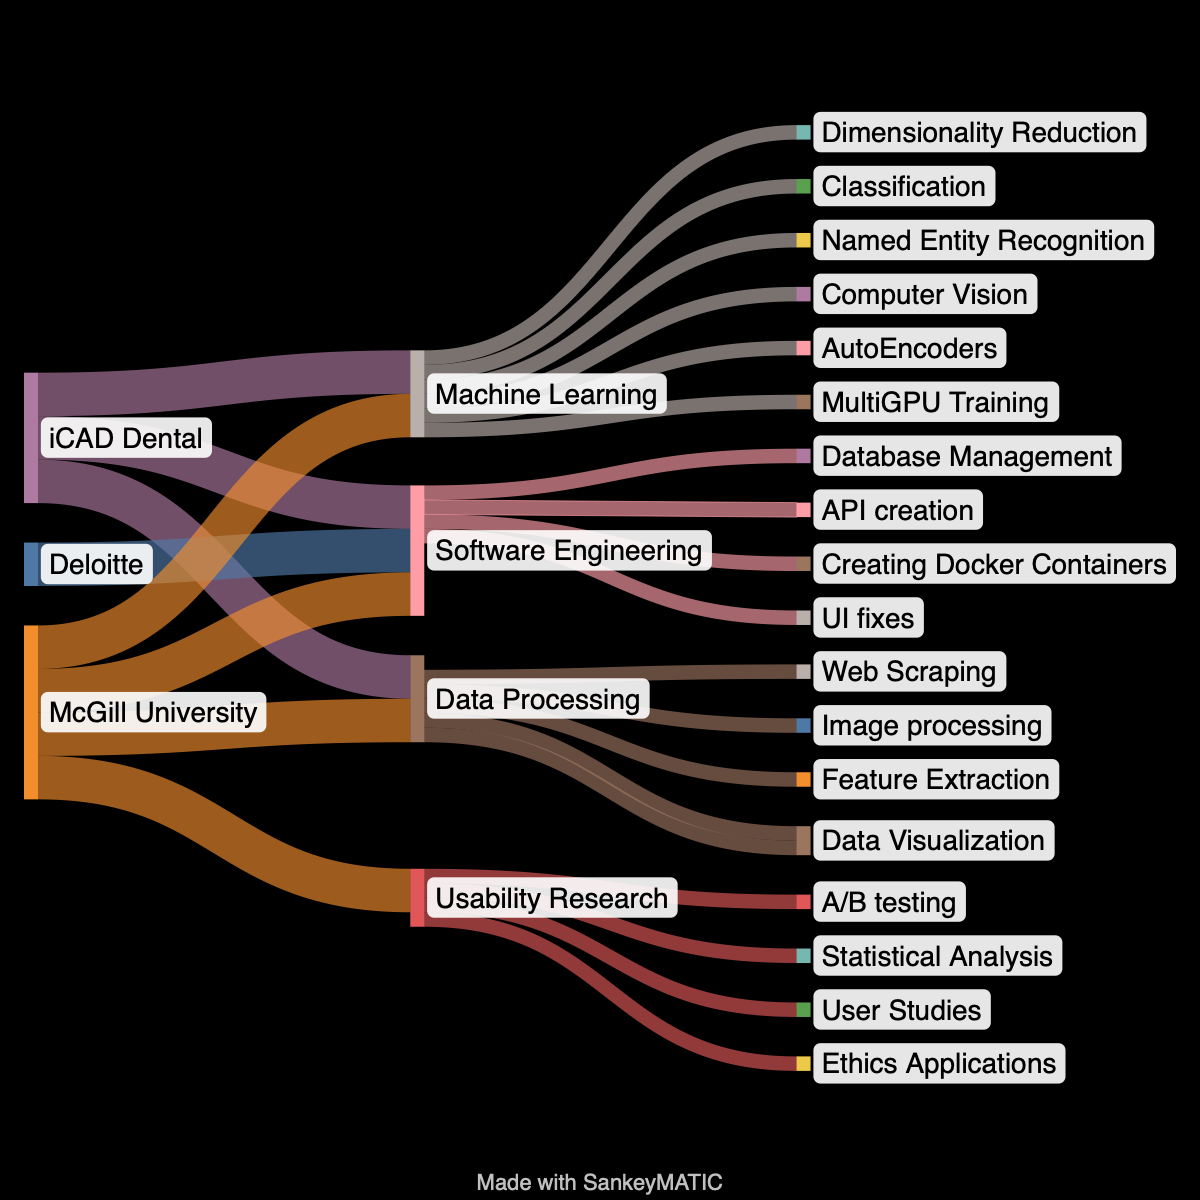 iCAD Dental
Deloitte
McGill University
Machine Learning
Software Engineering
Data Processing
Usability Research
Dimensionality Reduction
Classification
Named Entity Recognition
Computer Vision
AutoEncoders
MultiGPU Training
Database Management
API creation
Creating Docker Containers
UI fixes
Web Scraping
Image processing
Feature Extraction
Data Visualization
A/B testing
Statistical Analysis
User Studies
Ethics Applications
Made with SankeyMATIC